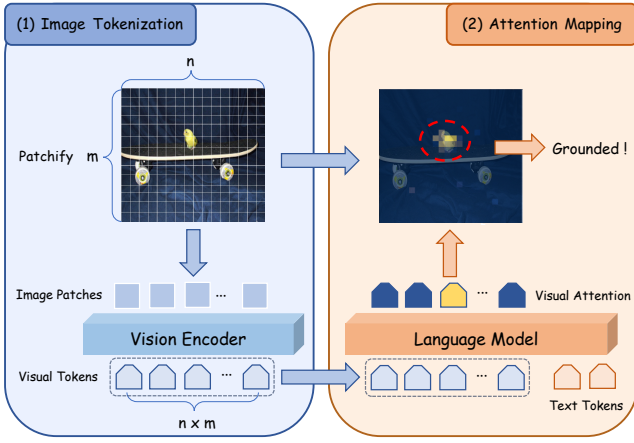 (1) Image Tokenization
n
Patchify
m
Image Patches
...
Vision Encoder
Visual Tokens
...
n x m
(2) Attention Mapping
Grounded !
...
Visual Attention
Language Model
...
Text Tokens